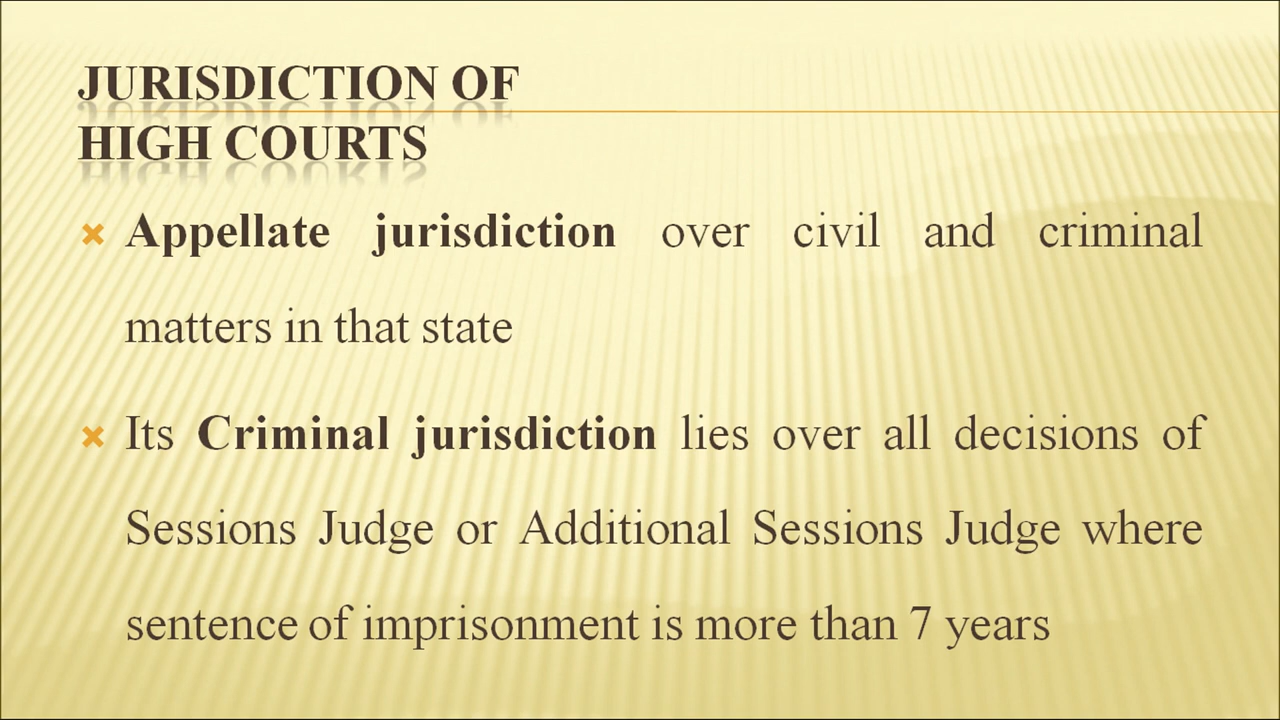 JURISDICTION OF
HIGH COURTS
Appellate jurisdiction over civil and criminal
matters in that state
Its Criminal jurisdiction lies over all decisions of
Sessions Judge or Additional Sessions Judge where
sentence of imprisonment is more than 7 years